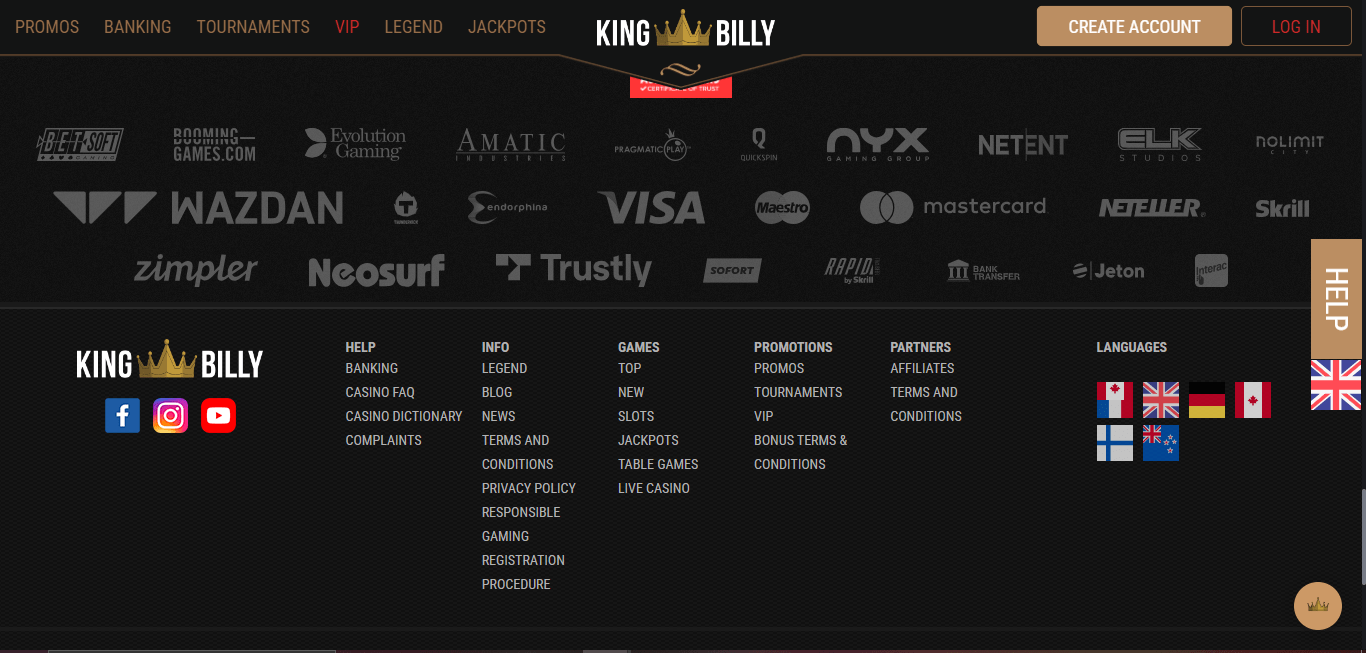 PROMOS BANKING TOURNAMENTS VIP LEGEND JACKPOTS
KING BILLY
CREATE ACCOUNT
LOG IN
CERTIFICATE OF TRUST
BETSOFT GAMING
BOOMING-
GAMES.COM
Evolution
Gaming
AMATIC
INDUSTRIES
PRAGMATIC PLAY
QUICKSPIN
NYX
GAMING GROUP
NETENT
ELK
STUDIOS
NOLIMIT
CITY
WAZDAN
endorphina
VISA
Maestro
mastercard
NETELLER
Skrill
zimpler
Neosurf
Trustly
SOFORT
RAPID
by Skrill
BANK
TRANSFER
Jeton
Interac
HELP
KING BILLY
HELP
BANKING
CASINO FAQ
CASINO DICTIONARY
COMPLAINTS
INFO
LEGEND
BLOG
NEWS
TERMS AND
CONDITIONS
PRIVACY POLICY
RESPONSIBLE
GAMING
REGISTRATION
PROCEDURE
GAMES
TOP
NEW
SLOTS
JACKPOTS
TABLE GAMES
LIVE CASINO
PROMOTIONS
PROMOS
TOURNAMENTS
VIP
BONUS TERMS &
CONDITIONS
PARTNERS
AFFILIATES
TERMS AND
CONDITIONS
LANGUAGES